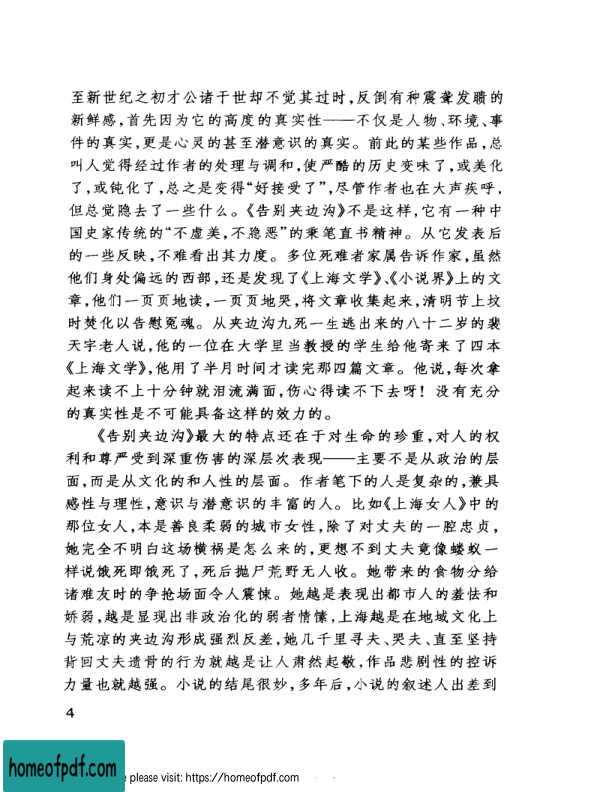 至新世纪之初才公诸于世却不觉其过时,反倒有种震聋发聩的
新鲜感,首先因为它的高度的真实性——不仅是人物、环境、事
件的真实,更是心灵的甚至潜意识的真实。前此的某些作品,总
叫人觉得经过作者的处理与调和,使严酷的历史变味了,或美化
了,或钝化了,总之是变得“好接受了”,尽管作者也在大声疾呼,
但总觉隐去了一些什么。《告别夹边沟》不是这样,它有一种中
国史家传统的“不虚美,不隐恶”的秉笔直书精神。从它发表后
的一些反映,不难看出其力度。多位死难者家属告诉作家,虽然
他们身处偏远的西部,还是发现了《上海文学》、《小说界》上的文
章,他们一页页地读,一页页地哭,将文章收集起来,清明节上坟
时焚化以告慰冤魂。从夹边沟九死一生逃出来的八十二岁的裴
天宇老人说,他的一位在大学里当教授的学生给他寄来了四本
《上海文学》,他用了半月时间才读完那四篇文章。他说,每次拿
起来读不上十分钟就泪流满面,伤心得读不下去呀!没有充分
的真实性是不可能具备这样的效力的。
《告别夹边沟》最大的特点还在于对生命的珍重,对人的权
利和尊严受到深重伤害的深层次表现——主要不是从政治的层
面,而是从文化的和人性的层面。作者笔下的人是复杂的,兼具
感性与理性,意识与潜意识的丰富的人。比如《上海女人》中的
那位女人,本是善良柔弱的城市女性,除了对丈夫的一腔忠贞,
她完全不明白这场横祸是怎么来的,更想不到丈夫竟像蝼蚁一
样说饿死即饿死了,死后抛尸荒野无人收。她带来的食物分给
诸难友时的争抢场面令人震悚。她越是表现出都市人的羞怯和
娇弱,越是显现出非政治化的弱者情愫,上海越是在地域文化上
与荒凉的夹边沟形成强烈反差,她几千里寻夫、哭夫、直至坚持
背回丈夫遗骨的行为就越是让人肃然起敬,作品悲剧性的控诉
力量也就越强。小说的结尾很妙,多年后,小说的叙述人出差到
4
homeofpdf.com
please visit: https://homeofpdf.com